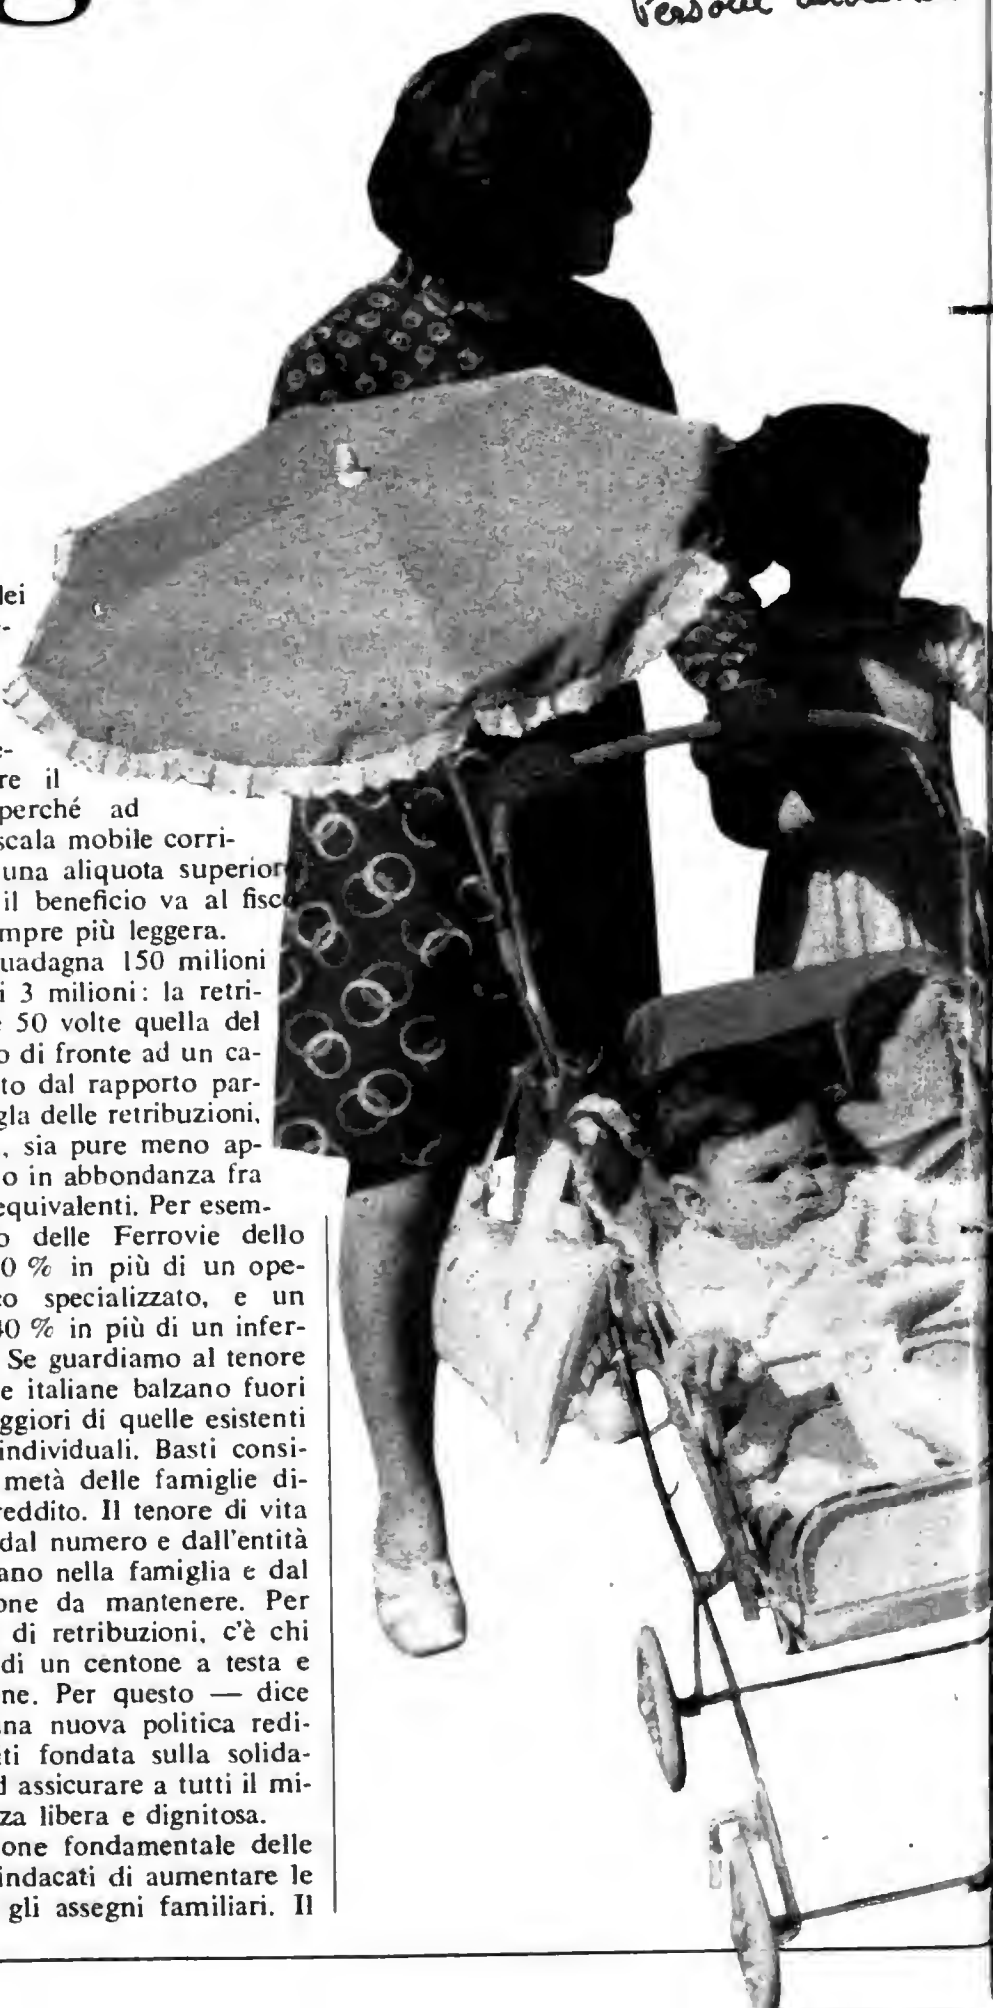 lei
re il
perché ad
scala mobile corri-
una aliquota superior
il beneficio va al fisc
mpre più leggera.
uadagna 150 milioni
i 3 milioni: la retri-
e 50 volte quella del
o di fronte ad un ca-
to dal rapporto par-
gla delle retribuzioni,
, sia pure meno ap-
o in abbondanza fra
equivalenti. Per esem-
o delle Ferrovie dello
0 % in più di un ope-
co specializzato, e un
40 % in più di un infer-
Se guardiamo al tenore
e italiane balzano fuori
ggiori di quelle esistenti
individuali. Basti consi-
metà delle famiglie di-
reddito. Il tenore di vita
dal numero e dall'entità
ano nella famiglia e dal
one da mantenere. Per
di retribuzioni, c'è chi
di un centone a testa e
ne. Per questo — dice
una nuova politica redi-
ti fondata sulla solida-
d assicurare a tutti il mi-
za libera e dignitosa.
one fondamentale delle
indacati di aumentare le
gli assegni familiari. Il